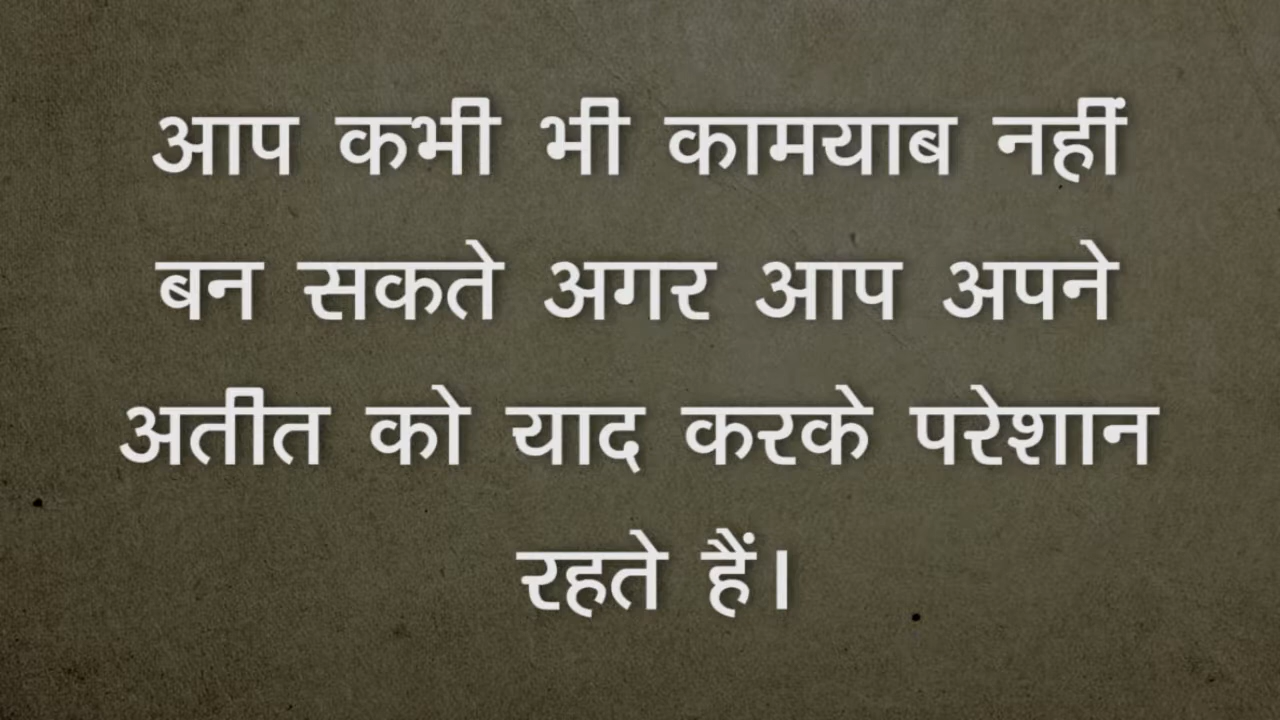 आप कभी भी कामयाब नहीं
बन सकते अगर आप अपने
अतीत को याद करके परेशान
रहते हैं।